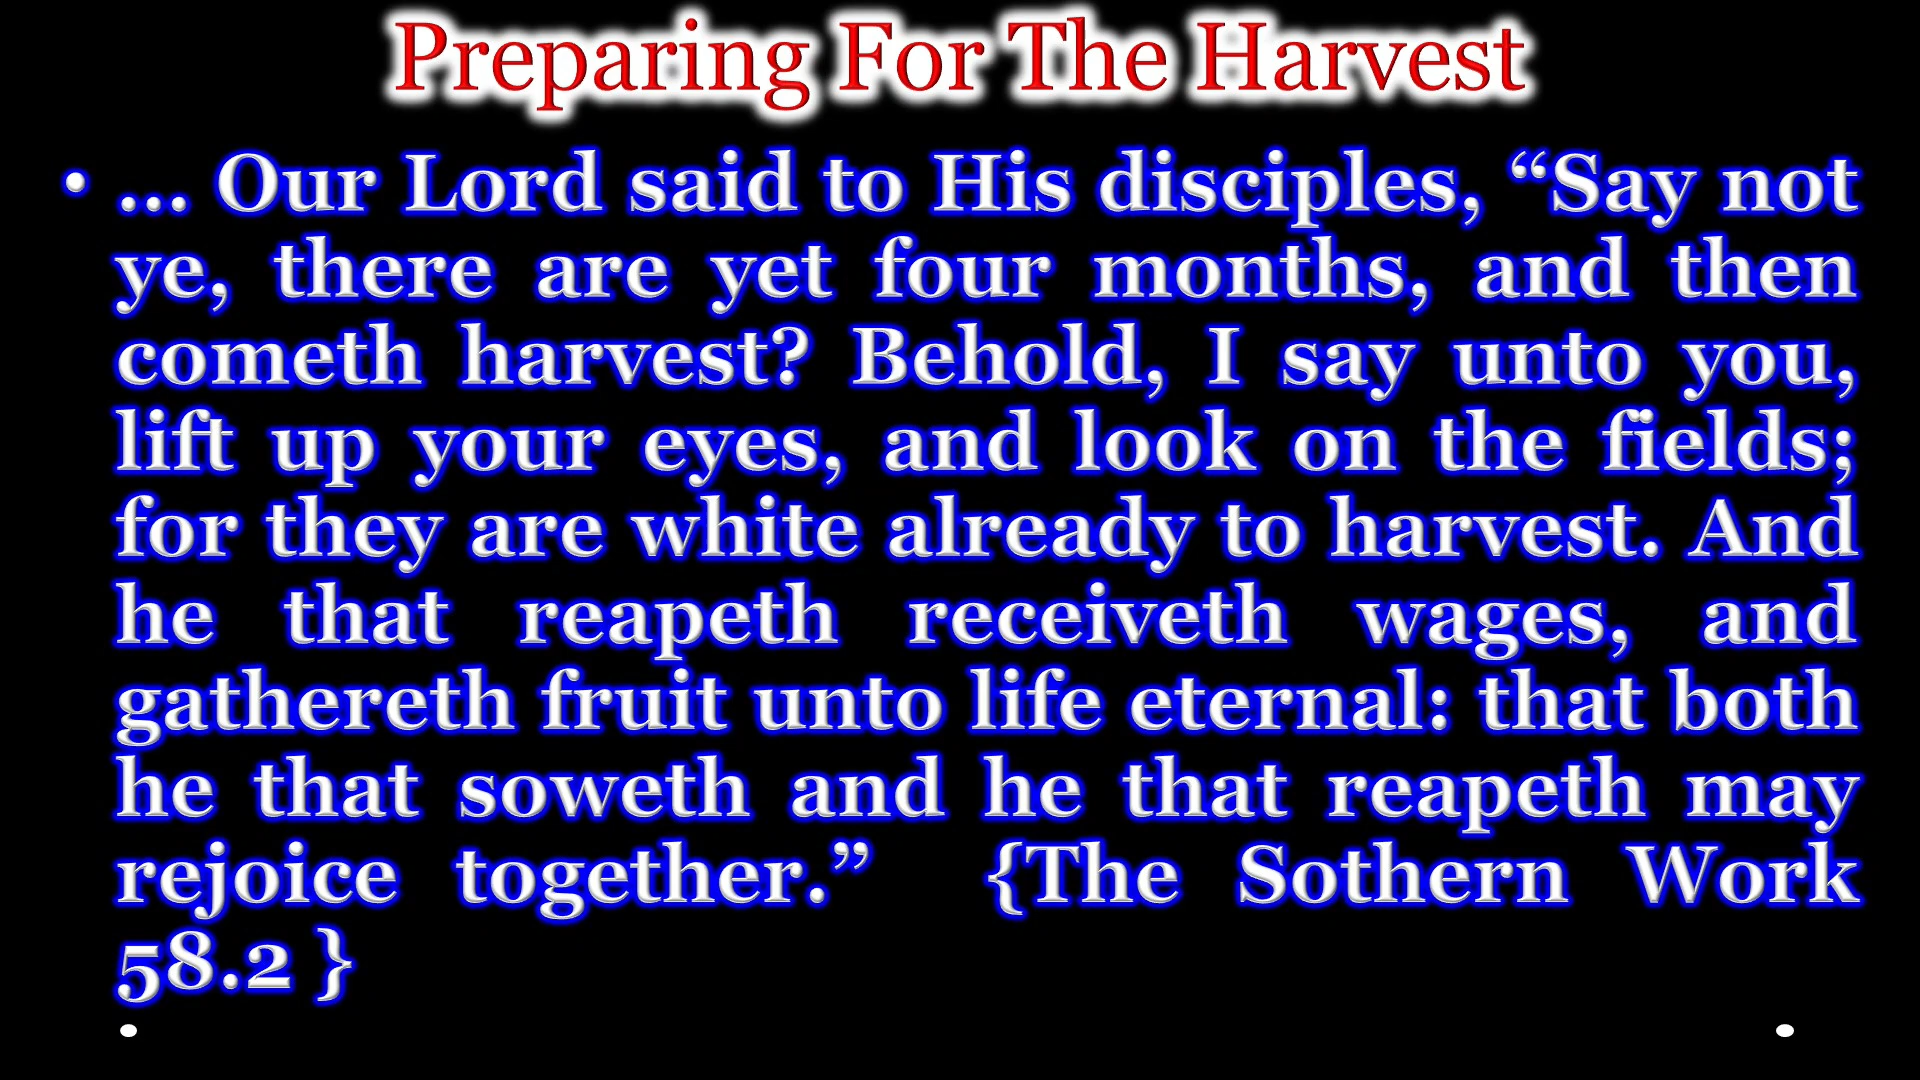 Preparing For The Harvest
• ... Our Lord said to His disciples, “Say not
ye, there are yet four months, and then
cometh harvest? Behold, I say unto you,
lift up your eyes, and look on the fields;
for they are white already to harvest. And
he that reapeth receiveth wages, and
gathereth fruit unto life eternal: that both
he that soweth and he that reapeth may
rejoice together.” {The Sothern Work
58.2 }